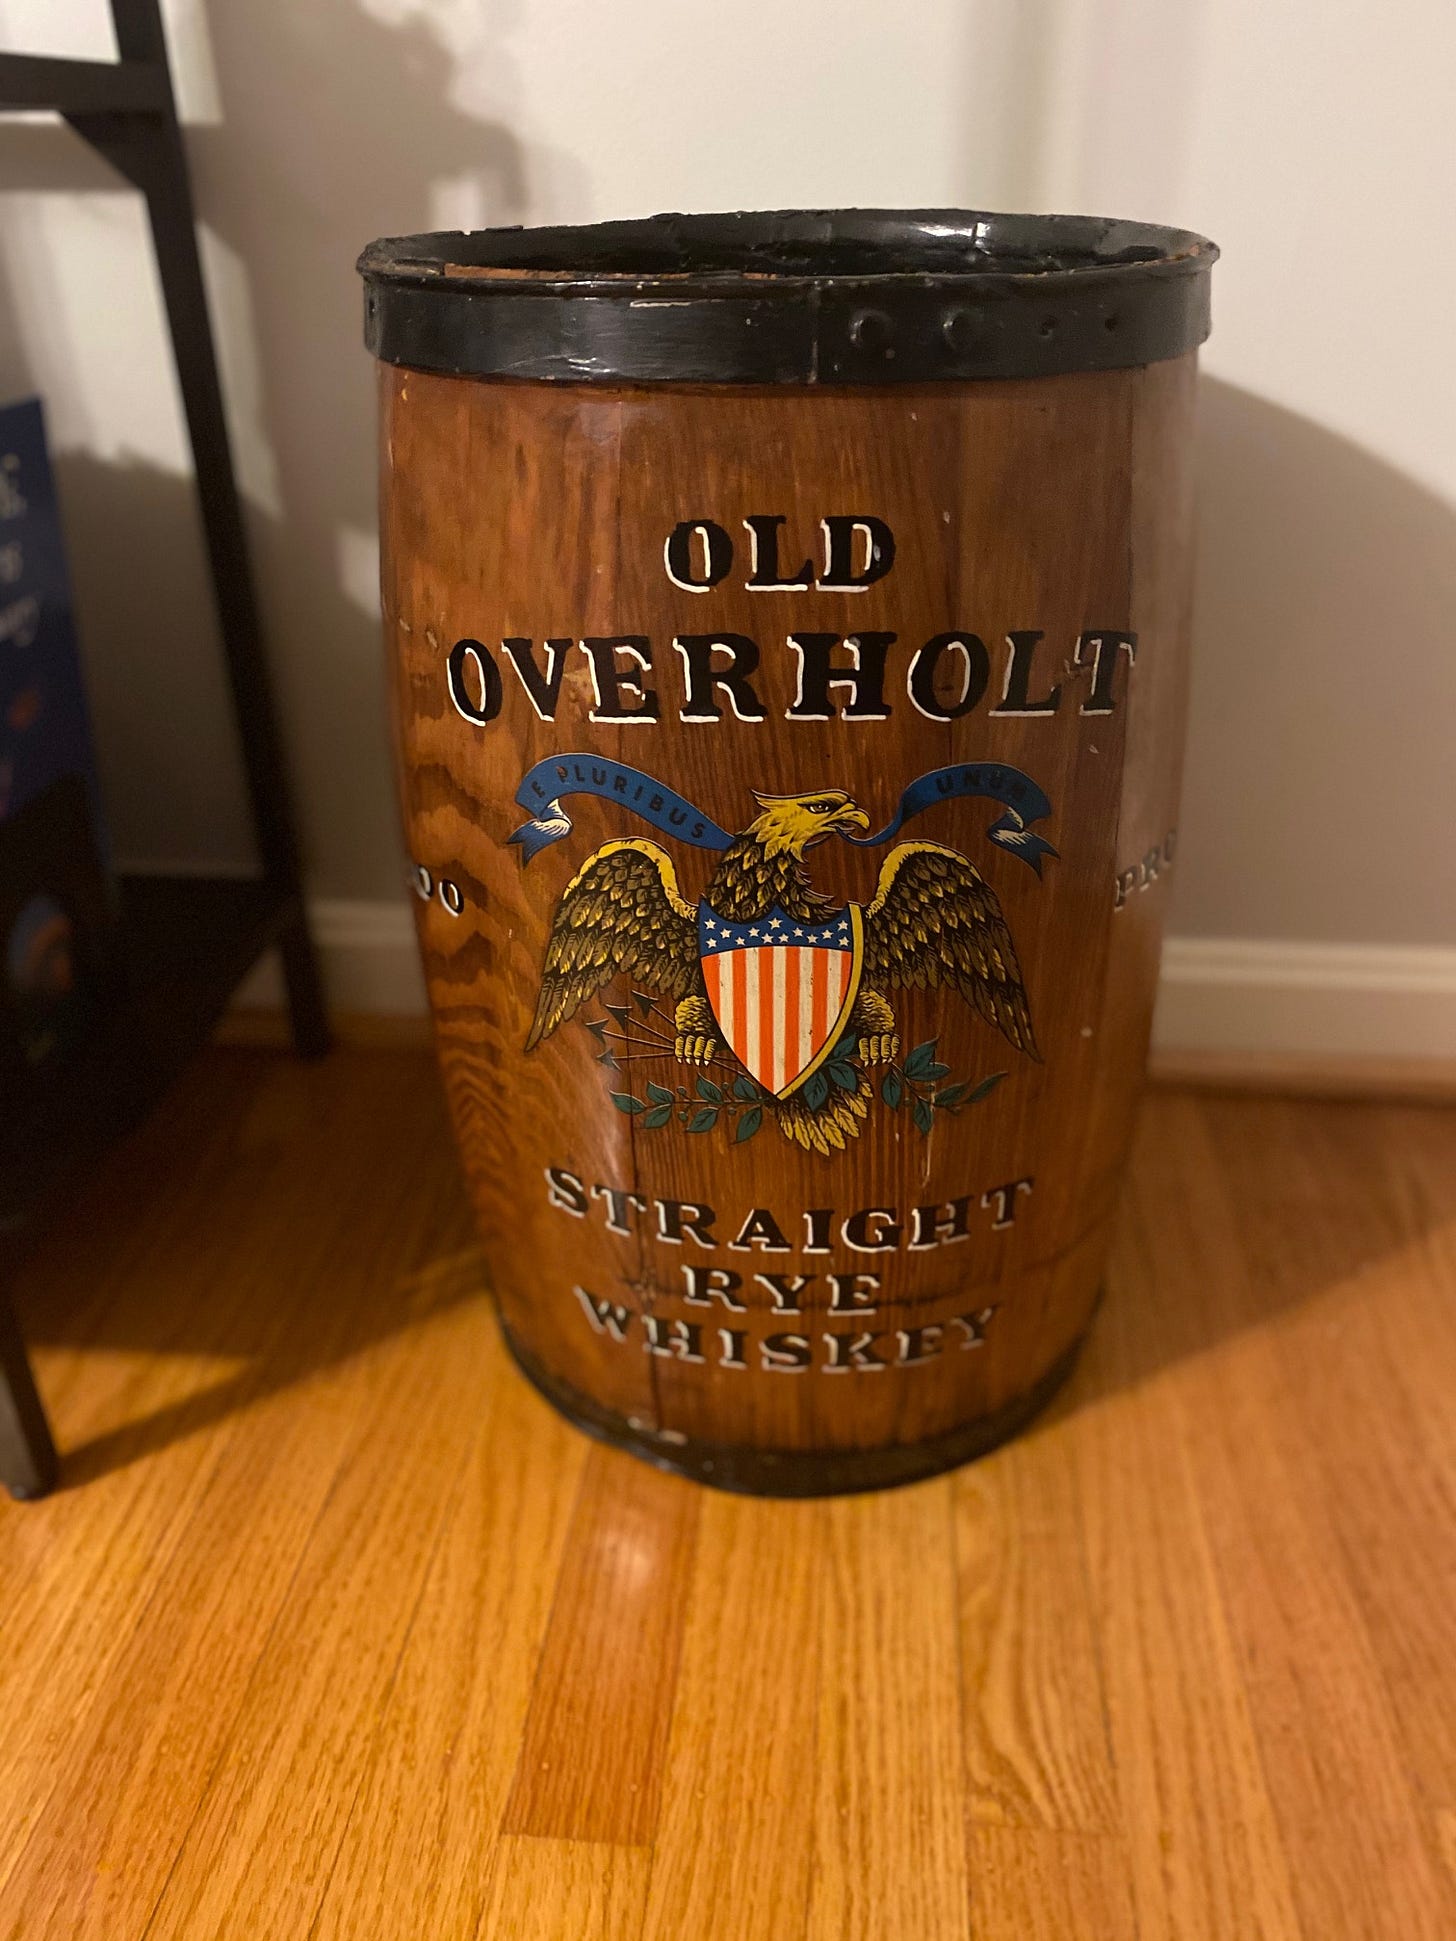 OLD
OVERHOLT
E PLURIBUS UNUM
STRAIGHT
RYE
WHISKEY